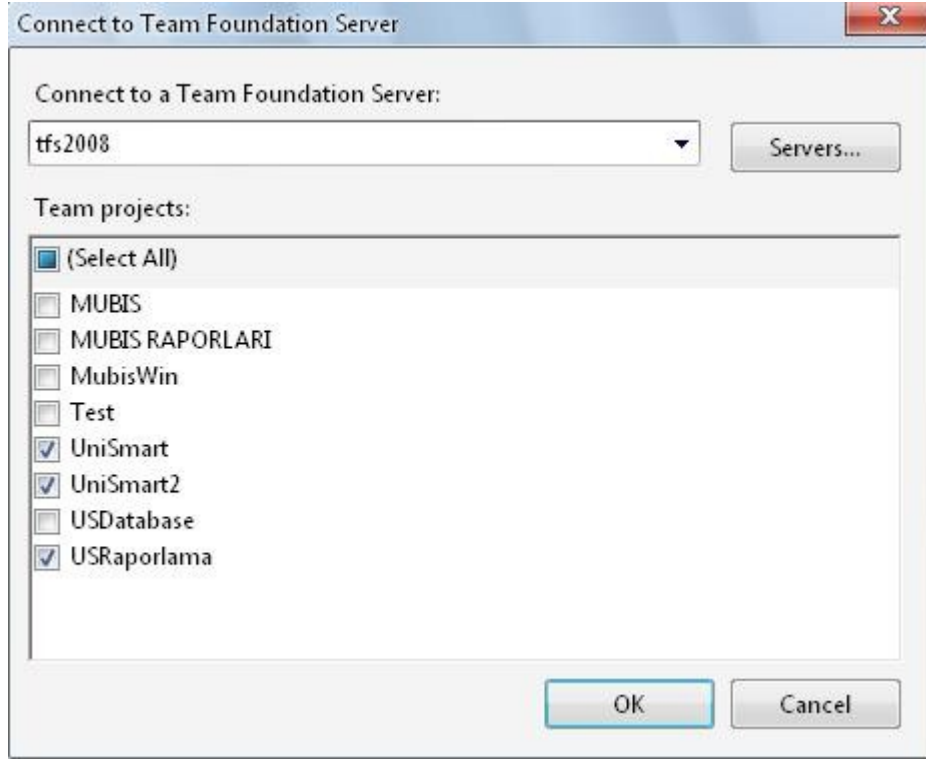 Connect to Team Foundation Server
Connect to a Team Foundation Server:
tfs2008
Servers...
Team projects:
(Select All)
MUBIS
MUBIS RAPORLARI
MubisWin
Test
UniSmart
UniSmart2
USDatabase
USRaporlama
OK
Cancel